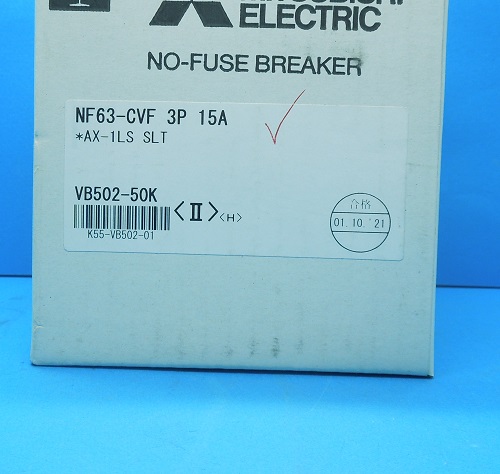 ELECTRIC
NO-FUSE BREAKER
NF63-CVF 3P 15A
*AX-1LS SLT
VB502-50K
<II> <H>
K55-VB502-01
合格
01.10.'21